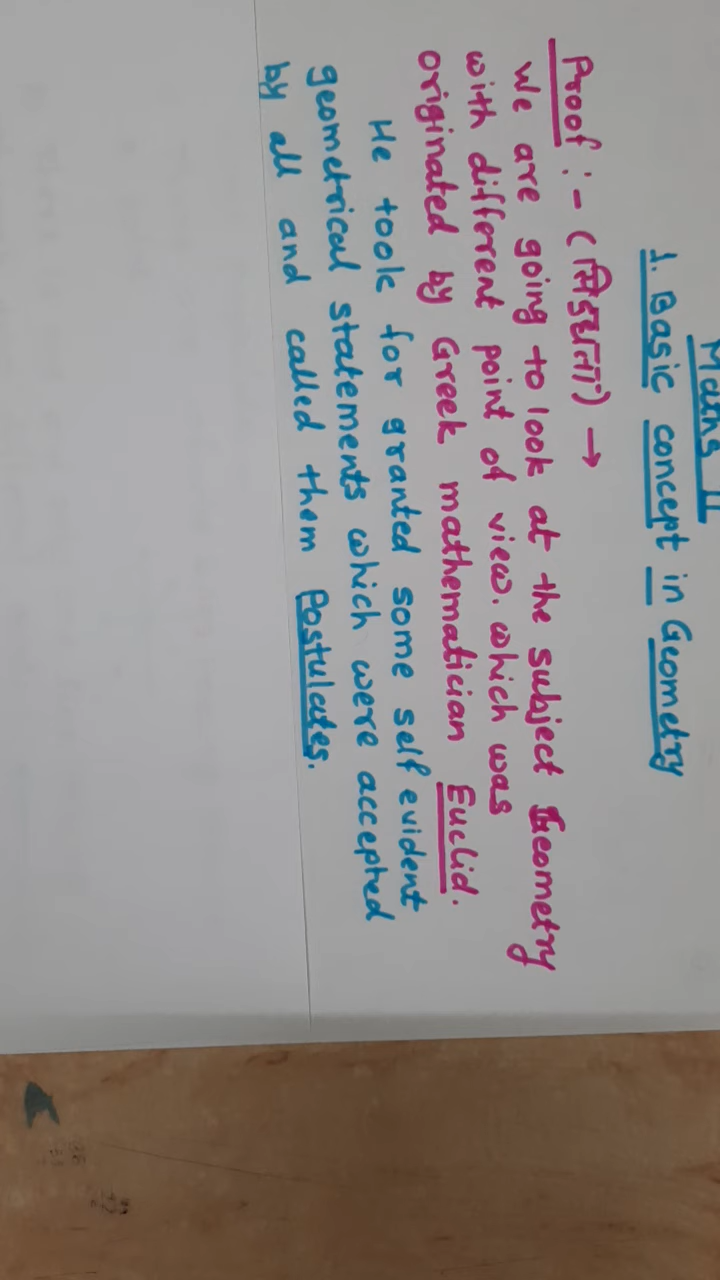 Maths II
1. Basic concept in Geometry
Proof :- (सिद्धता) →
We are going to look at the subject Geometry
with different point of view. which was
originated by Greek mathematician Euclid.
He took for granted some self evident
geometrical statements which were accepted
by all and called them Postulates.